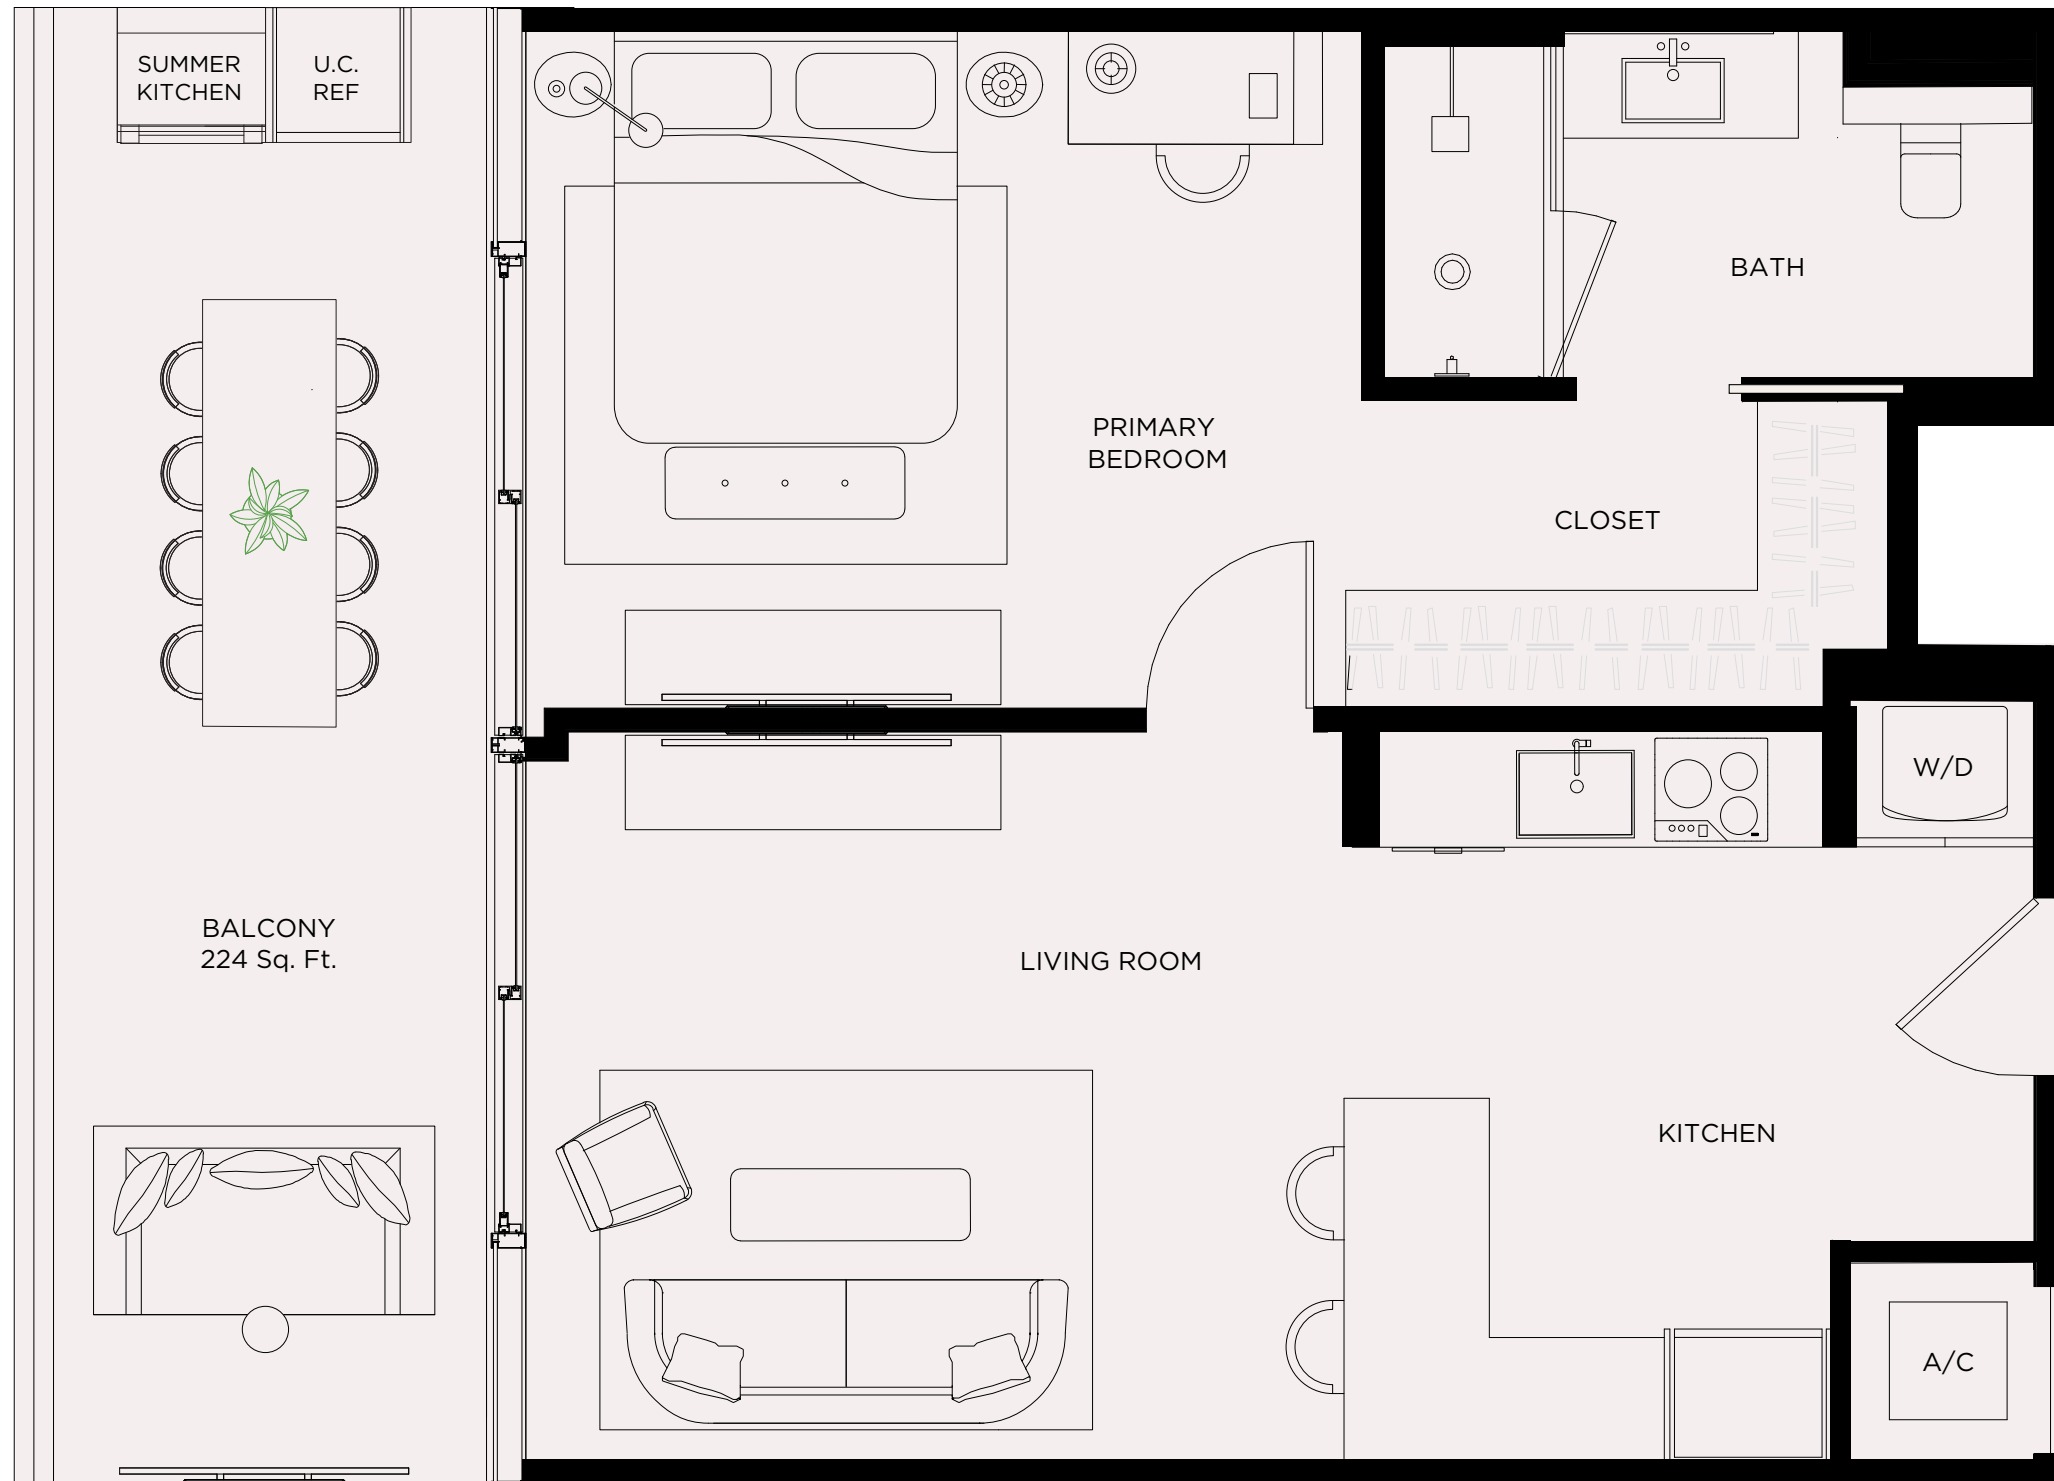 SUMMER
KITCHEN
U.C.
REF
BATH
PRIMARY
BEDROOM
CLOSET
W/D
BALCONY
224 Sq. Ft.
LIVING ROOM
KITCHEN
A/C